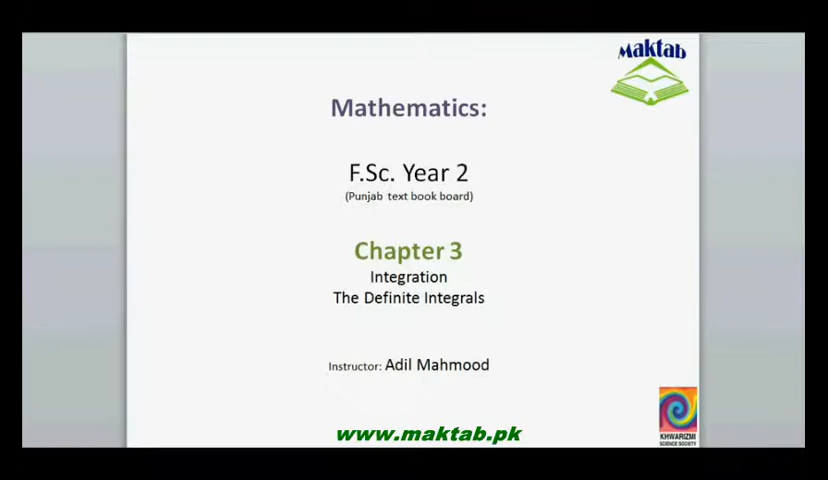 Maktab
Mathematics:
F.Sc. Year 2
(Punjab text book board)
Chapter 3
Integration
The Definite Integrals
Instructor: Adil Mahmood
www.maktab.pk
KHWARIZMI
SCIENCE SOCIETY